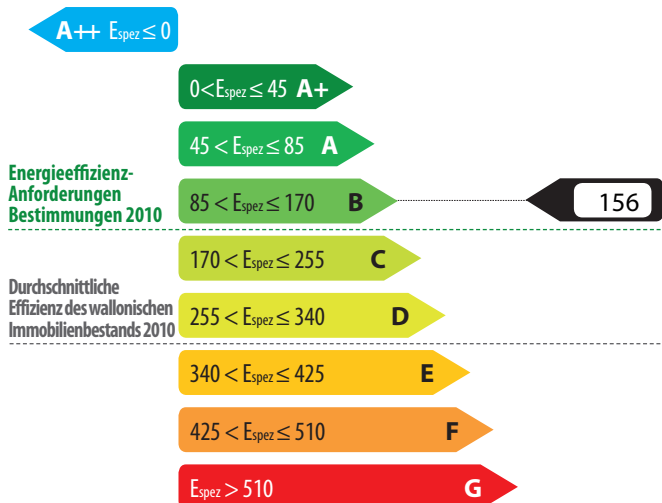 A++ Espez ≤ 0
0<Espez ≤ 45 A+
45 < Espez ≤ 85 A
Energieeffizienz-
Anforderungen
Bestimmungen 2010
85 < Espez ≤ 170 B
156
170 < Espez ≤ 255 C
Durchschnittliche
Effizienz des wallonischen
Immobilienbestands 2010
255 < Espez ≤ 340 D
340 < Espez ≤ 425 E
425 < Espez ≤ 510 F
Espez > 510 G